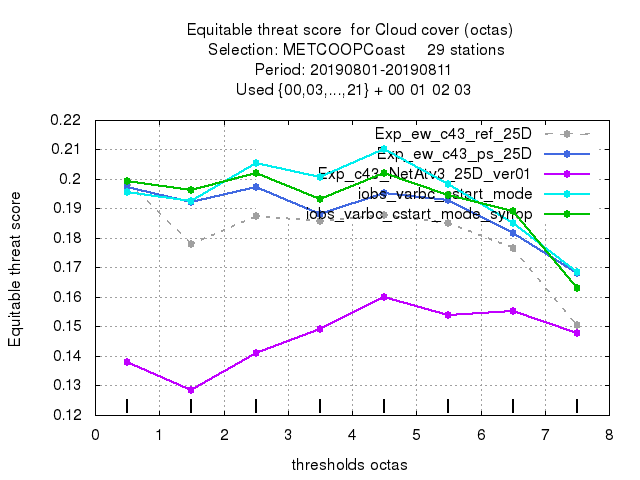 Equitable threat score  for Cloud cover (octas)
Selection: METCOOPCoast     29 stations
Period: 20190801-20190811
Used {00,03,...,21} + 00 01 02 03
Exp_ew_c43_ref_25D
Exp_ew_c43_ps_25D
Exp_c43_NetAtv3_25D_ver01
jobs_varbc_cstart_mode
jobs_varbc_cstart_mode_synop
Equitable threat score
0.22
0.21
0.2
0.19
0.18
0.17
0.16
0.15
0.14
0.13
0.12
0 1 2 3 4 5 6 7 8
thresholds octas